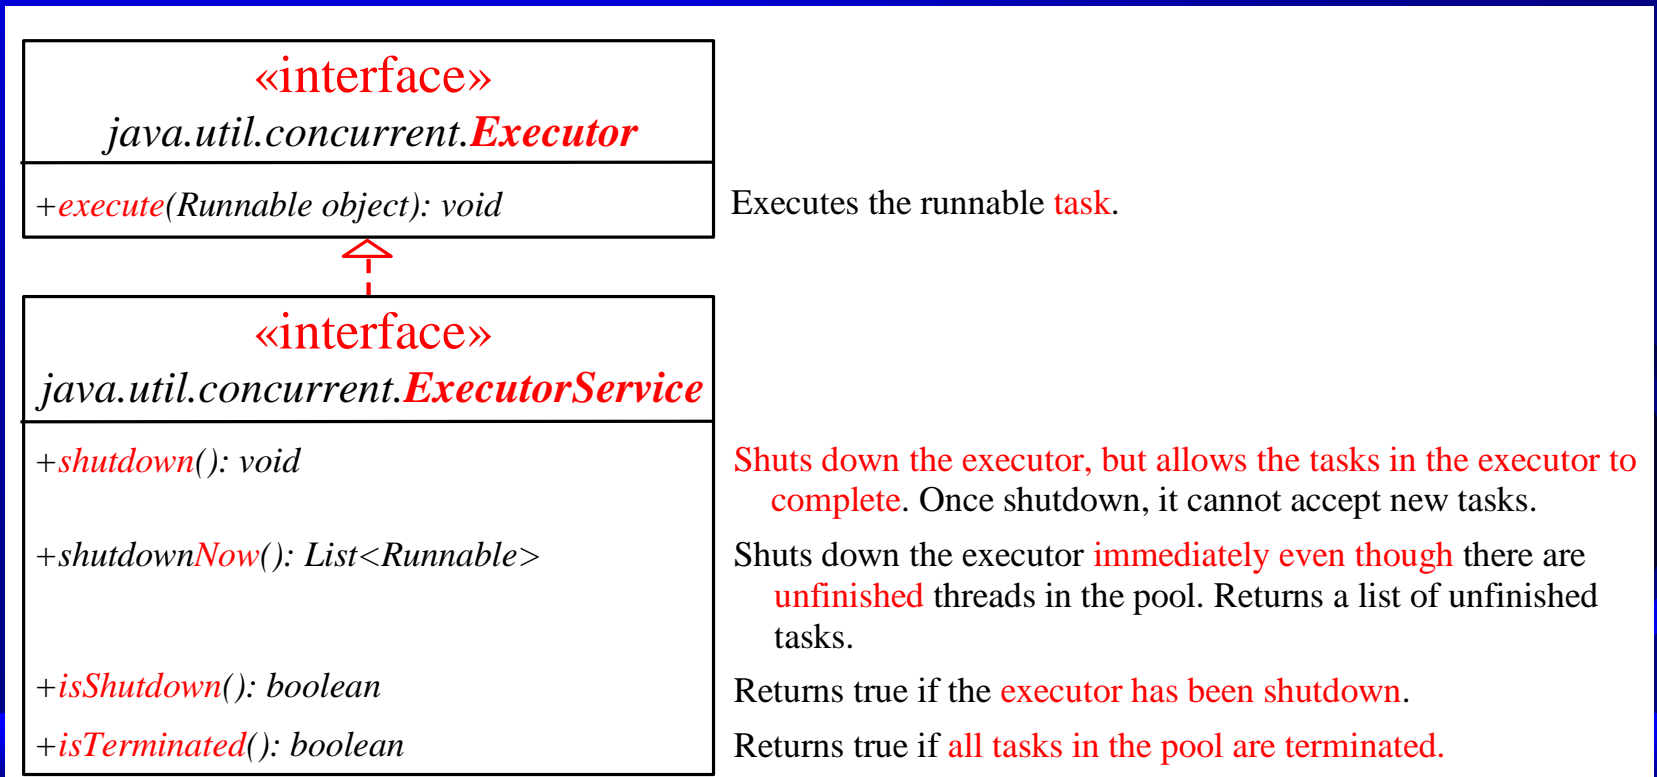 «interface»
java.util.concurrent.Executor
+execute(Runnable object): void
Executes the runnable task.
«interface»
java.util.concurrent.ExecutorService
+shutdown(): void
Shuts down the executor, but allows the tasks in the executor to
complete. Once shutdown, it cannot accept new tasks.
+shutdownNow(): List<Runnable>
Shuts down the executor immediately even though there are
unfinished threads in the pool. Returns a list of unfinished
tasks.
+isShutdown(): boolean
Returns true if the executor has been shutdown.
+isTerminated(): boolean
Returns true if all tasks in the pool are terminated.